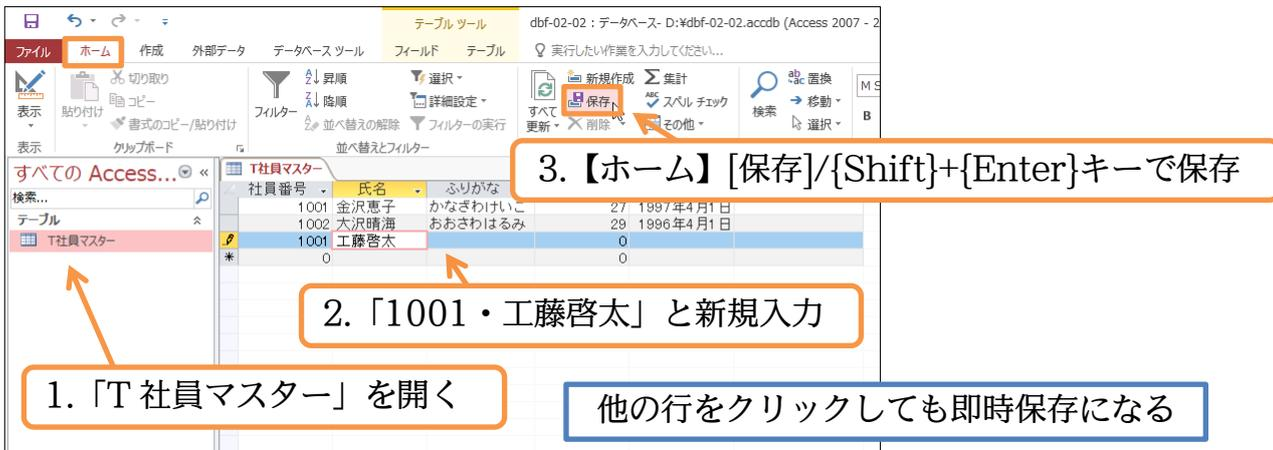 テーブル ツール
dbf-02-02 : データベース- D:¥dbf-02-02.accdb (Access 2007 - 2
ファイル ホーム 作成 外部データ データベース ツール フィールド テーブル 実行したい作業を入力してください...
切り取り 昇順 選択 新規作成 集計 置換 M S
表示 貼り付け コピー フィルター 降順 詳細設定 すべて更新 保存 スペル チェック 検索 移動
書式のコピー/貼り付け 並べ替えの解除 フィルターの実行 削除 その他 選択 B
表示 クリップボード 並べ替えとフィルター
3.【ホーム】[保存]/{Shift}+{Enter}キーで保存
すべての Access... « T社員マスター
検索... 社員番号 氏名 ふりがな
1001 金沢恵子 かなざわけいこ 27 1997年4月1日
テーブル 1002 大沢晴海 おおさわはるみ 29 1996年4月1日
T社員マスター 1001 工藤啓太 0
* 0 0
2.「1001・工藤啓太」と新規入力
1.「T 社員マスター」を開く
他の行をクリックしても即時保存になる